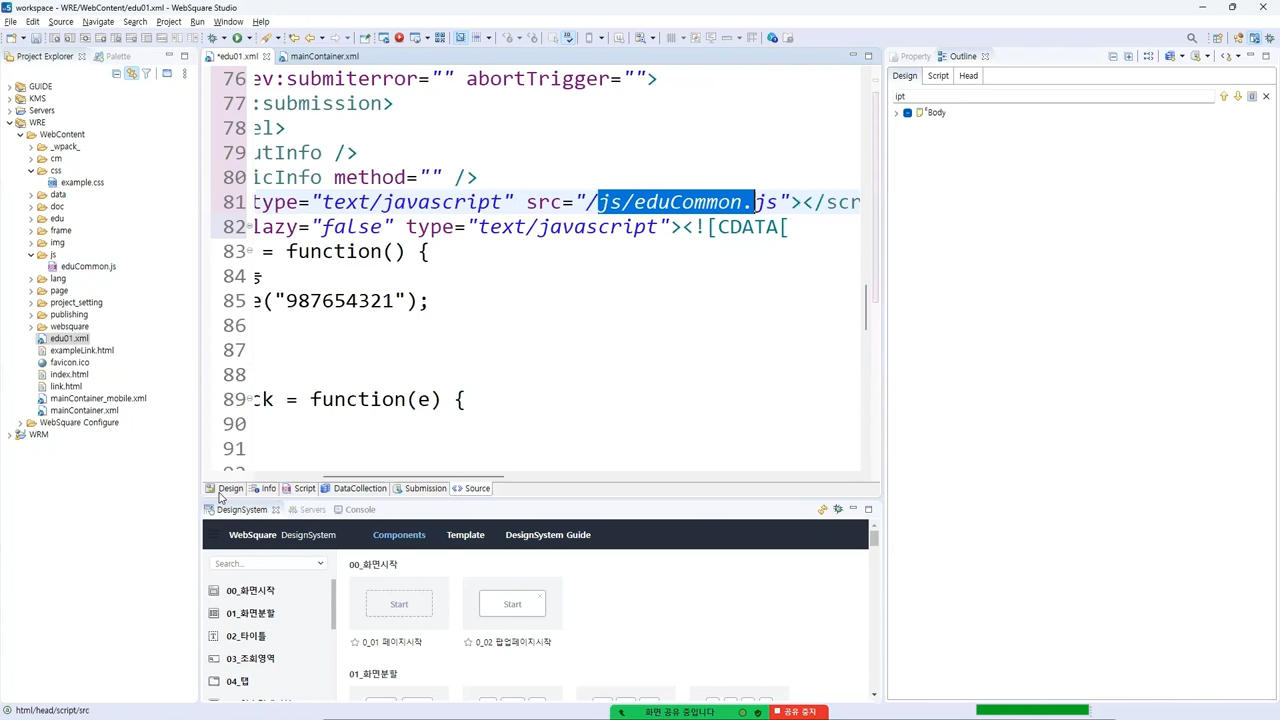 workspace - WRE/WebContent/edu01.xml - WebSquare Studio
File Edit Source Navigate Search Project Run Window Help
Project Explorer Palette
GUIDE
KMS
Servers
WRE
WebContent
_wpack_
cm
css
example.css
data
doc
edu
frame
img
js
eduCommon.js
lang
page
project_setting
publishing
websquare
edu01.xml
exampleLink.html
favicon.ico
index.html
link.html
mainContainer_mobile.xml
mainContainer.xml
WebSquare Configure
WRM
*edu01.xml mainContainer.xml
76 ev:submiterror="" abortTrigger="">
77 :submission>
78 el>
79 utInfo />
80 icInfo method="" />
81 type="text/javascript" src="/js/eduCommon.js"></scr
82 lazy="false" type="text/javascript"><![CDATA[
83 = function() {
84
85 e("987654321");
86
87
88
89 ck = function(e) {
90
91
92
Design Info Script DataCollection Submission Source
DesignSystem Servers Console
WebSquare DesignSystem Components Template DesignSystem Guide
Search...
00_화면시작
01_화면분할
02_타이틀
03_조회영역
04_탭
00_화면시작
Start Start
0_01 페이지시작 0_02 팝업페이지시작
01_화면분할
Property Outline
Design Script Head
ipt
Body
html/head/script/src
화면 공유 중입니다 공유 중지